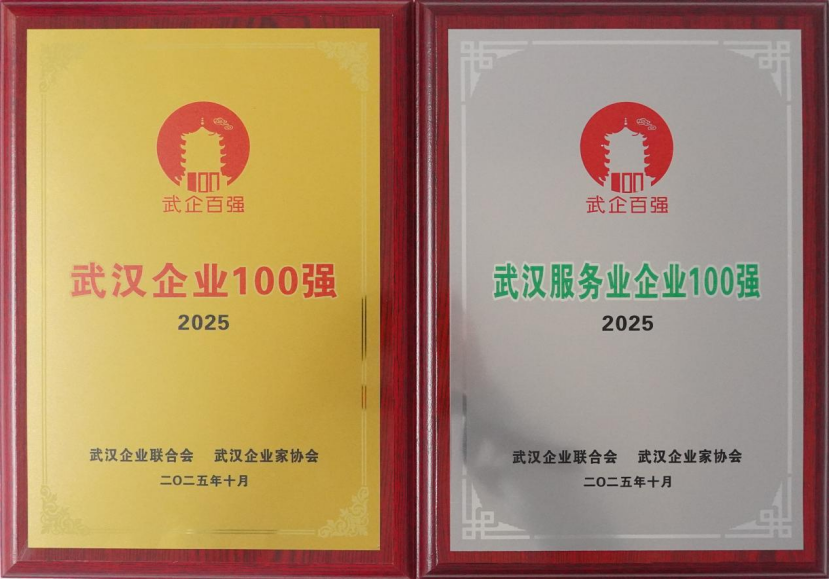 武企百强
武汉企业100强
2025
武汉企业联合会 武汉企业家协会
二〇二五年十月
武企百强
武汉服务业企业100强
2025
武汉企业联合会 武汉企业家协会
二〇二五年十月